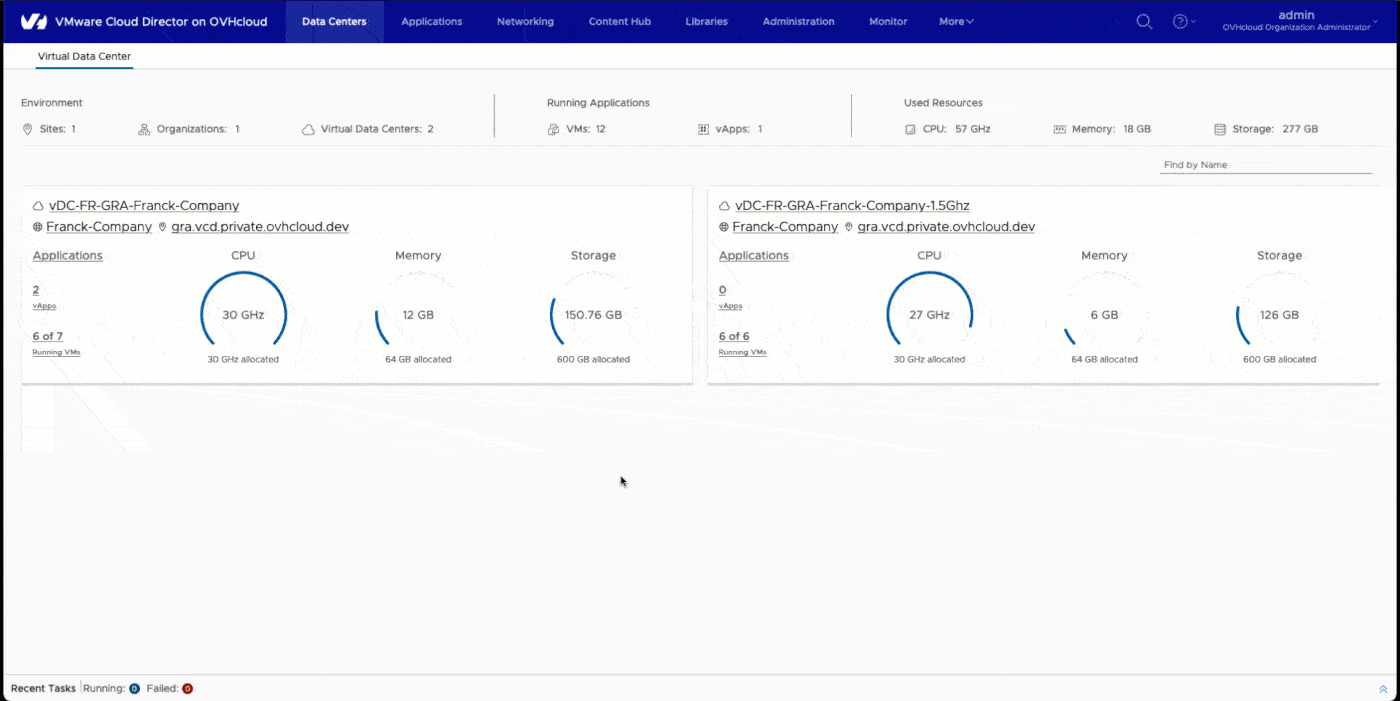 VMware Cloud Director on OVHcloud
Data Centers Applications Networking Content Hub Libraries Administration Monitor More
admin
OVHcloud Organization Administrator
Virtual Data Center
Environment
Sites: 1 Organizations: 1 Virtual Data Centers: 2
Running Applications
VMs: 12 vApps: 1
Used Resources
CPU: 57 GHz Memory: 18 GB Storage: 277 GB
Find by Name
vDC-FR-GRA-Franck-Company
Franck-Company gra.vcd.private.ovhcloud.dev
Applications CPU Memory Storage
2
vApps
30 GHz 12 GB 150.76 GB
6 of 7
Running VMs
30 GHz allocated 64 GB allocated 600 GB allocated
vDC-FR-GRA-Franck-Company-1.5Ghz
Franck-Company gra.vcd.private.ovhcloud.dev
Applications CPU Memory Storage
0
vApps
27 GHz 6 GB 126 GB
6 of 6
Running VMs
30 GHz allocated 64 GB allocated 600 GB allocated
Recent Tasks Running: 0 Failed: 0